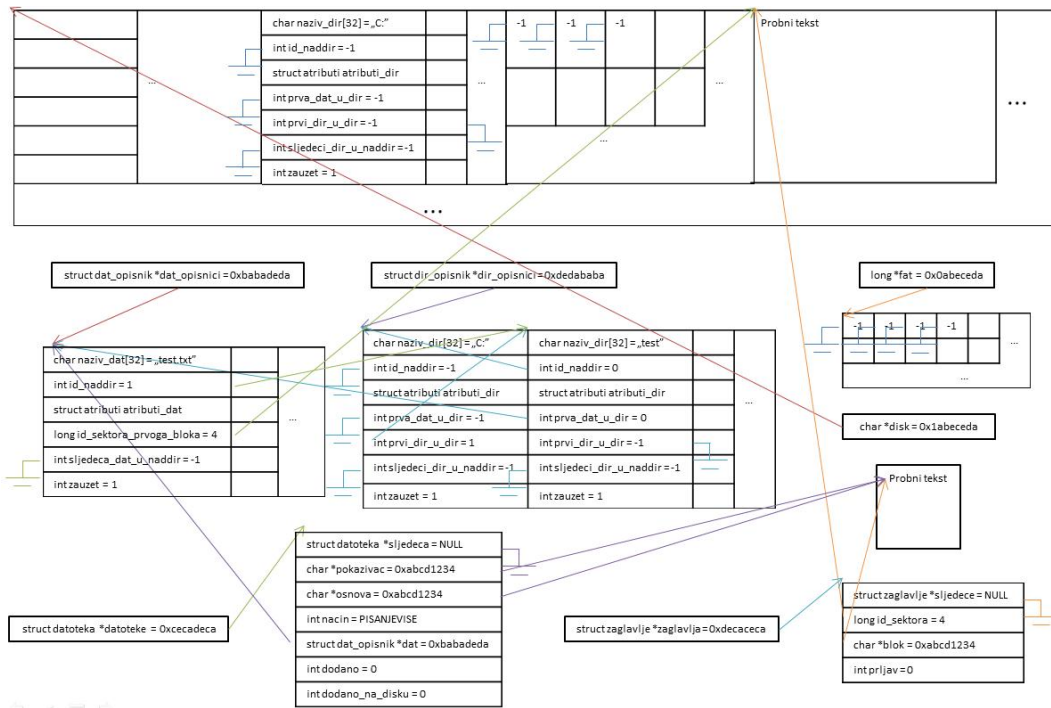 char naziv_dir[32] = „C:”
int id_naddir = -1
struct atributi atributi_dir
int prva_dat_u_dir = -1
int prvi_dir_u_dir = -1
int sljedeci_dir_u_naddir = -1
int zauzet = 1
...
...
-1 -1 -1
...
...
Probni tekst
...
...
struct dat_opisnik *dat_opisnici = 0xbabadeda
struct dir_opisnik *dir_opisnici = 0xdedababa
long *fat = 0x0abeceda
char naziv_dat[32] = „test.txt”
int id_naddir = 1
struct atributi atributi_dat
long id_sektora_prvoga_bloka = 4
int sljedeca_dat_u_naddir = -1
int zauzet = 1
...
char naziv_dir[32] = „C:”
int id_naddir = -1
struct atributi atributi_dir
int prva_dat_u_dir = -1
int prvi_dir_u_dir = 1
int sljedeci_dir_u_naddir = -1
int zauzet = 1
char naziv_dir[32] = „test”
int id_naddir = 0
struct atributi atributi_dir
int prva_dat_u_dir = 0
int prvi_dir_u_dir = -1
int sljedeci_dir_u_naddir = -1
int zauzet = 1
...
-1 -1 -1 -1
...
...
char *disk = 0x1abeceda
Probni tekst
struct datoteka *datoteke = 0xcecadeca
struct datoteka *sljedeca = NULL
char *pokazivac = 0xabcd1234
char *osnova = 0xabcd1234
int nacin = PISANJEVISE
struct dat_opisnik *dat = 0xbabadeda
int dodano = 0
int dodano_na_disku = 0
struct zaglavlje *zaglavlja = 0xdecaceca
struct zaglavlje *sljedece = NULL
long id_sektora = 4
char *blok = 0xabcd1234
int prljav = 0